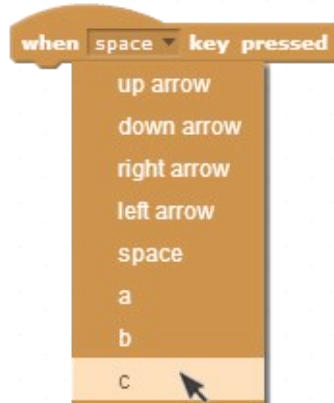 when space key pressed
up arrow
down arrow
right arrow
left arrow
space
a
b
c